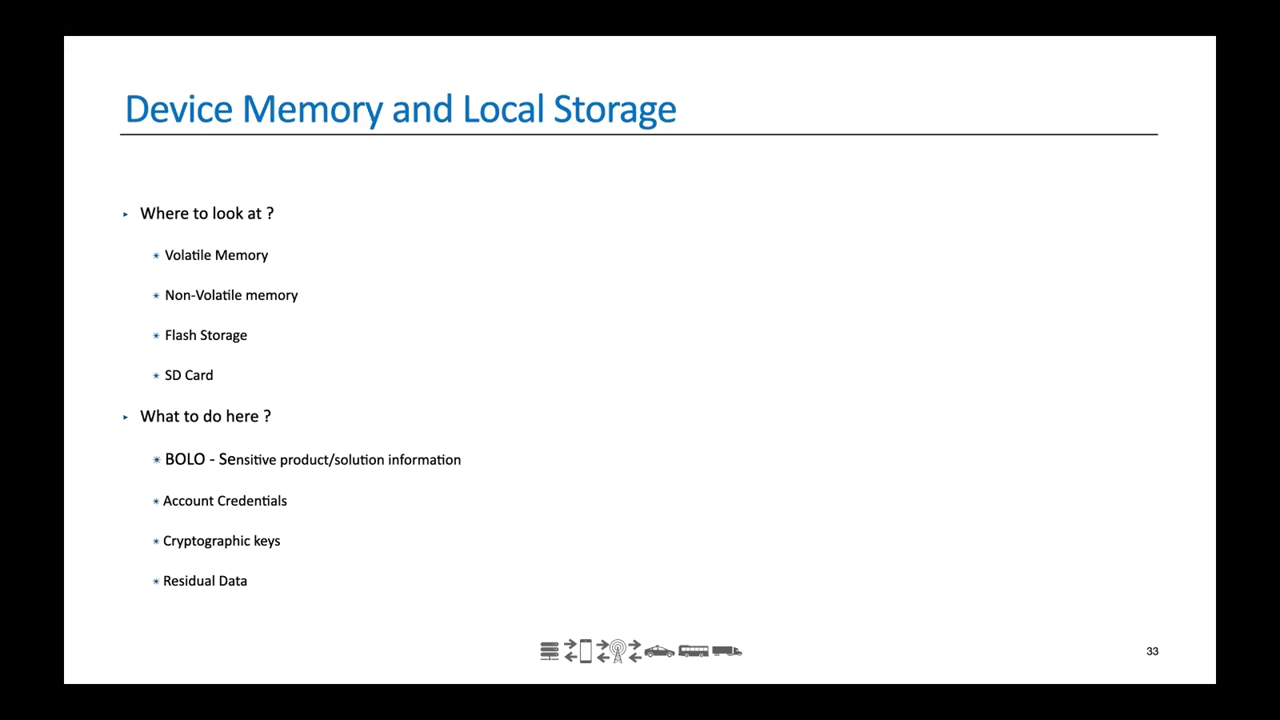 Device Memory and Local Storage
▸ Where to look at ?
* Volatile Memory
* Non-Volatile memory
* Flash Storage
* SD Card
▸ What to do here ?
* BOLO - Sensitive product/solution information
* Account Credentials
* Cryptographic keys
* Residual Data
33